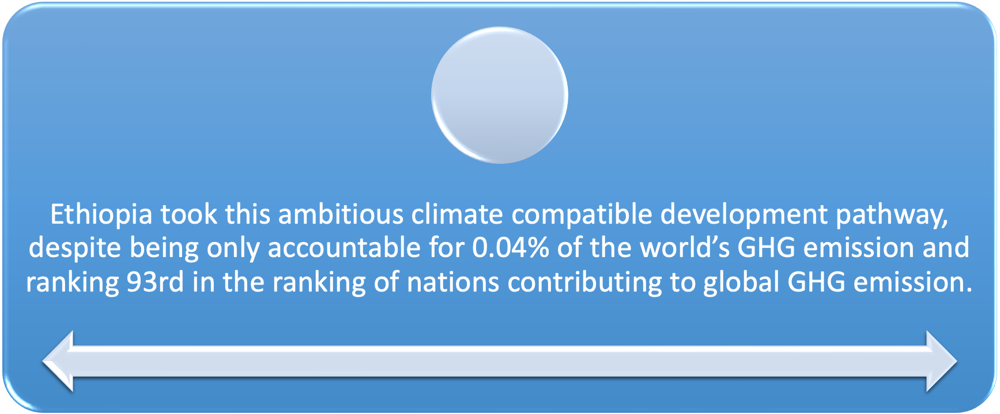 Ethiopia took this ambitious climate compatible development pathway,
despite being only accountable for 0.04% of the world’s GHG emission and
ranking 93rd in the ranking of nations contributing to global GHG emission.